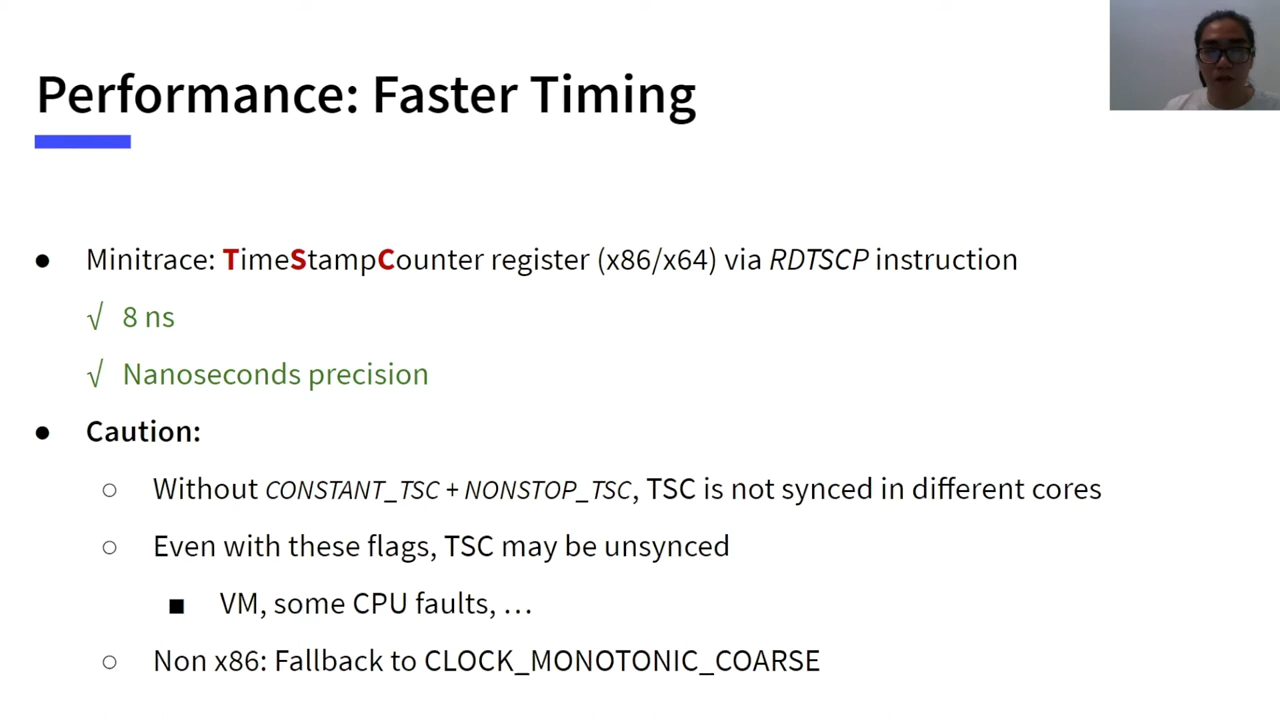 Performance: Faster Timing
● Minitrace: TimeStampCounter register (x86/x64) via RDTSCP instruction
√ 8 ns
√ Nanoseconds precision
● Caution:
○ Without CONSTANT_TSC + NONSTOP_TSC, TSC is not synced in different cores
○ Even with these flags, TSC may be unsynced
■ VM, some CPU faults, …
○ Non x86: Fallback to CLOCK_MONOTONIC_COARSE